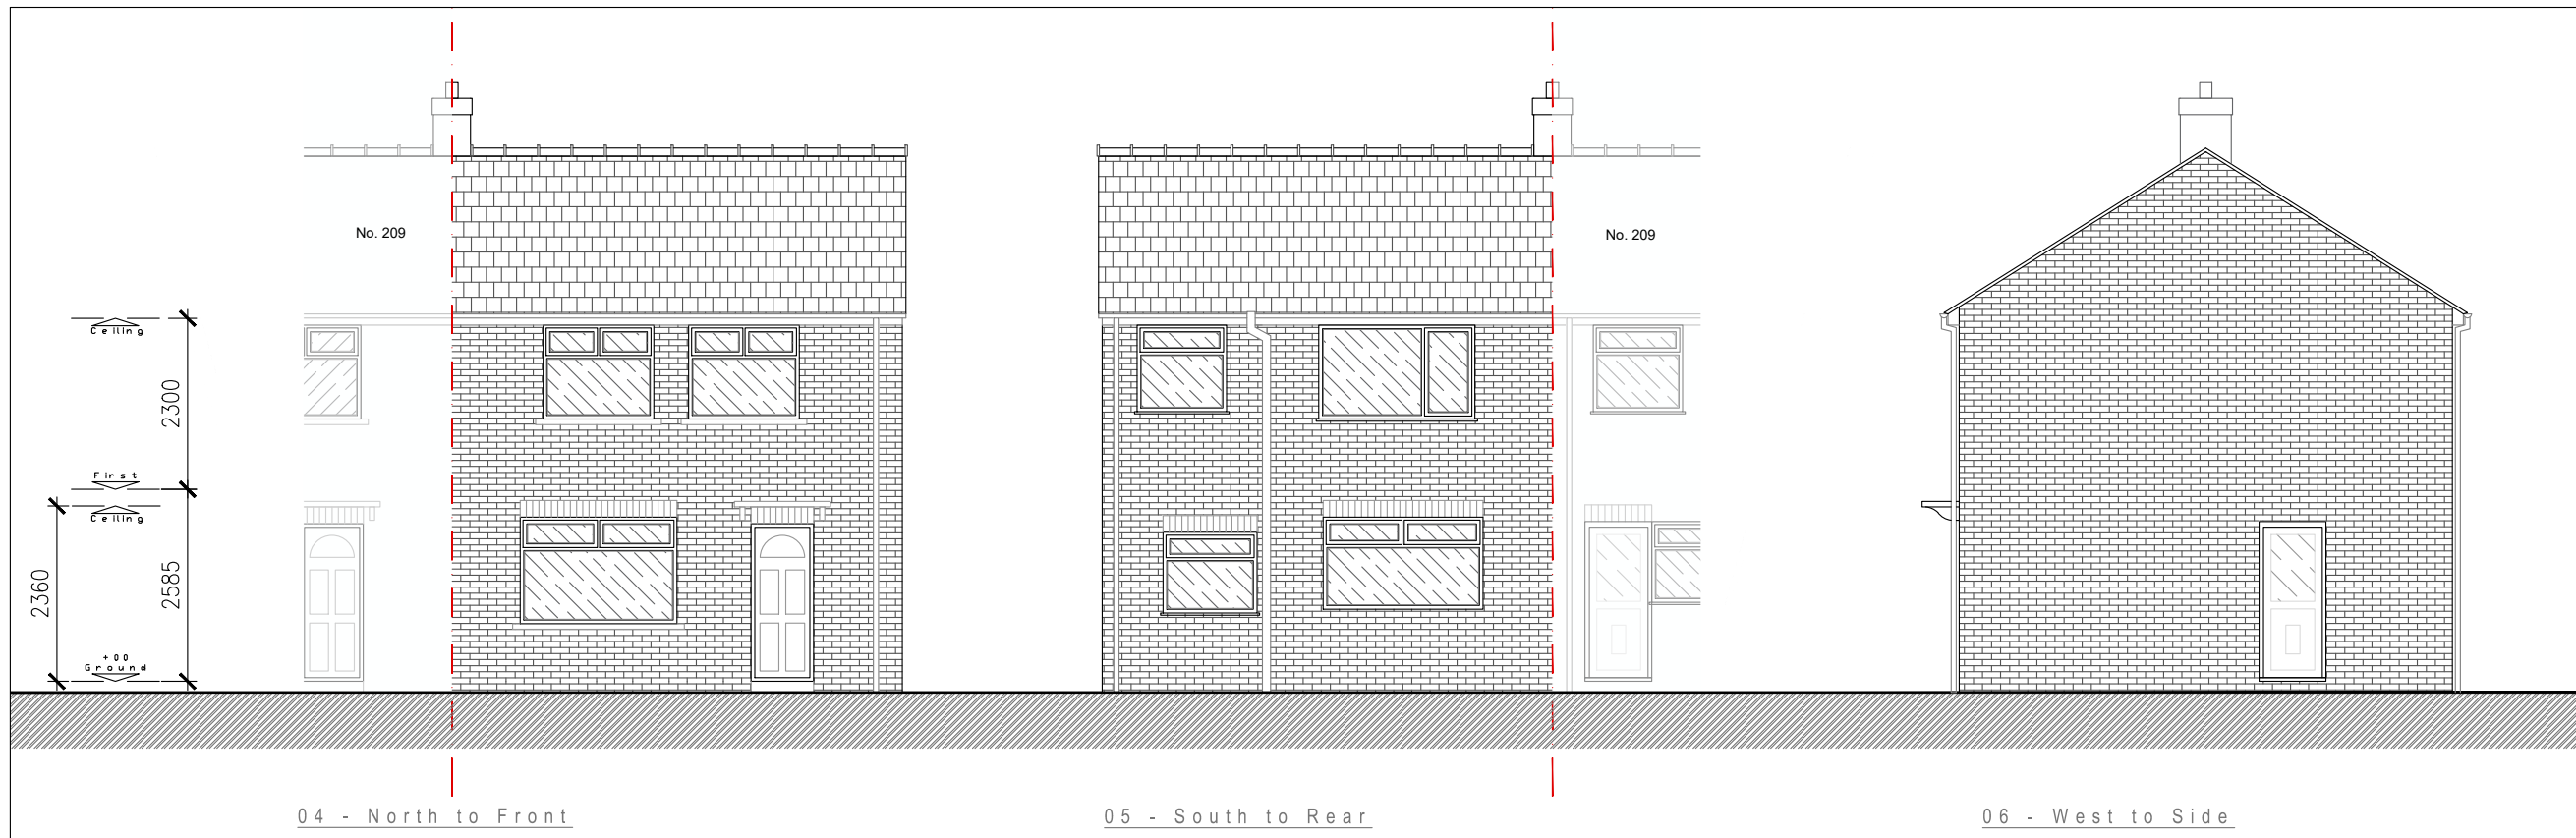 No. 209
No. 209
Ceiling
2300
First
Ceiling
2360
2585
+00
Ground
04 - North to Front
05 - South to Rear
06 - West to Side